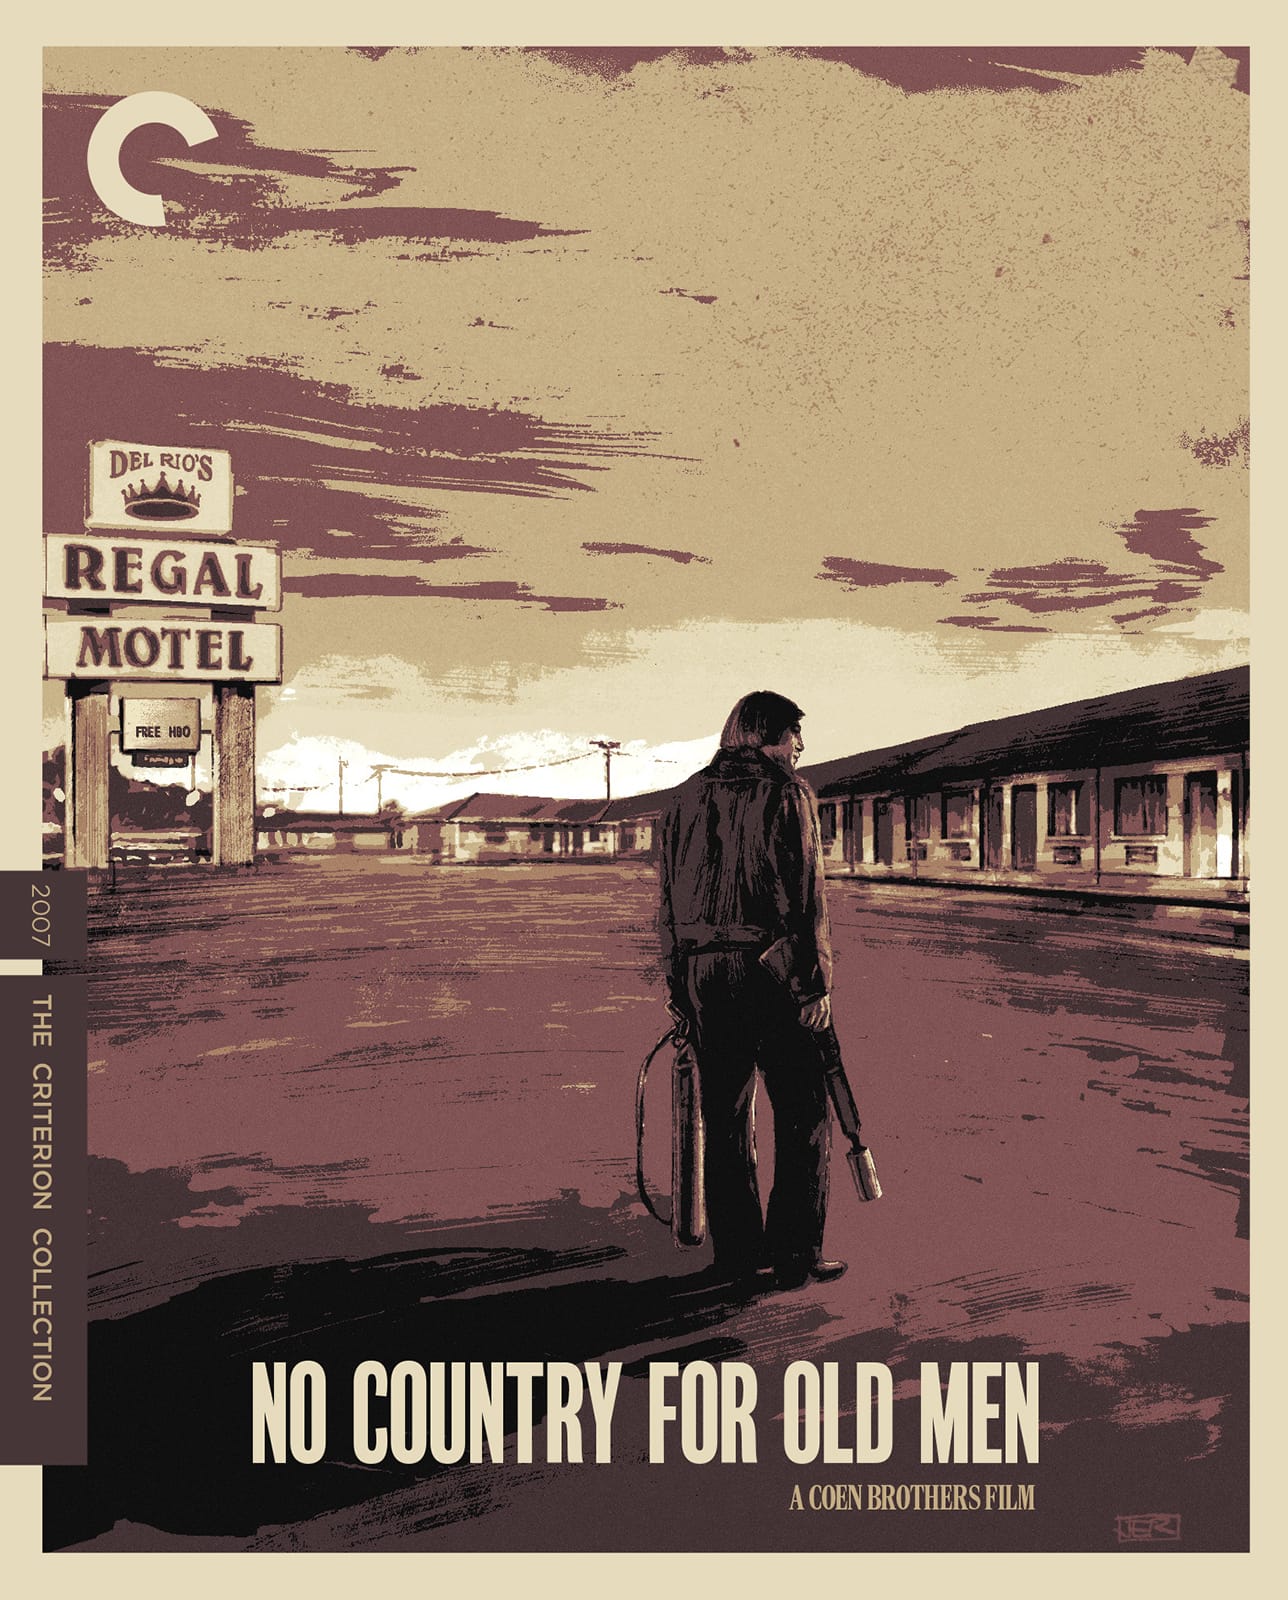 DEL RIO'S
REGAL
MOTEL
FREE HBO
2007
THE CRITERION COLLECTION
NO COUNTRY FOR OLD MEN
A COEN BROTHERS FILM